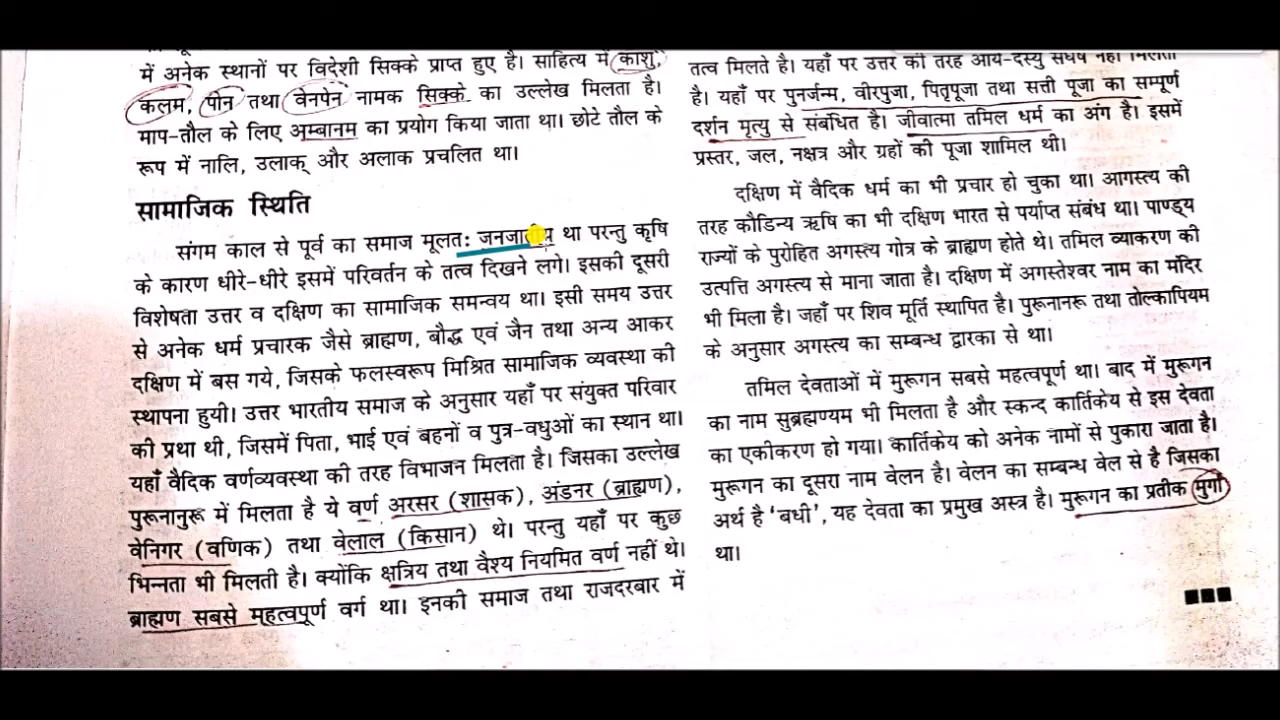 में अनेक स्थानों पर विदेशी सिक्के प्राप्त हुए है। साहित्य में काशु,
कलम, पोन तथा वेनपेन नामक सिक्के का उल्लेख मिलता है।
माप-तौल के लिए अम्बानम का प्रयोग किया जाता था। छोटे तौल के
रूप में नालि, उलाक् और अलाक प्रचलित था।
सामाजिक स्थिति
संगम काल से पूर्व का समाज मूलतः जनजातीय था परन्तु कृषि
के कारण धीरे-धीरे इसमें परिवर्तन के तत्व दिखने लगे। इसकी दूसरी
विशेषता उत्तर व दक्षिण का सामाजिक समन्वय था। इसी समय उत्तर
से अनेक धर्म प्रचारक जैसे ब्राह्मण, बौद्ध एवं जैन तथा अन्य आकर
दक्षिण में बस गये, जिसके फलस्वरूप मिश्रित सामाजिक व्यवस्था की
स्थापना हुयी। उत्तर भारतीय समाज के अनुसार यहाँ पर संयुक्त परिवार
की प्रथा थी, जिसमें पिता, भाई एवं बहनों व पुत्र-वधुओं का स्थान था।
यहाँ वैदिक वर्णव्यवस्था की तरह विभाजन मिलता है। जिसका उल्लेख
पुरूनानुरू में मिलता है ये वर्ण अरसर (शासक), अंडनर (ब्राह्मण),
वेनिगर (वणिक) तथा वेलाल (किसान) थे। परन्तु यहाँ पर कुछ
भिन्नता भी मिलती है। क्योंकि क्षत्रिय तथा वैश्य नियमित वर्ण नहीं थे।
ब्राह्मण सबसे महत्वपूर्ण वर्ग था। इनकी समाज तथा राजदरबार में
तत्व मिलते है। यहाँ पर उत्तर की तरह आर्य-दस्यु संघर्ष नहीं मिलता
है। यहाँ पर पुनर्जन्म, वीरपुजा, पितृपूजा तथा सत्ती पूजा का सम्पूर्ण
दर्शन मृत्यु से संबंधित है। जीवात्मा तमिल धर्म का अंग है। इसमें
प्रस्तर, जल, नक्षत्र और ग्रहों की पूजा शामिल थी।
दक्षिण में वैदिक धर्म का भी प्रचार हो चुका था। आगस्त्य की
तरह कौडिन्य ऋषि का भी दक्षिण भारत से पर्याप्त संबंध था। पाण्ड्य
राज्यों के पुरोहित अगस्त्य गोत्र के ब्राह्मण होते थे। तमिल व्याकरण की
उत्पत्ति अगस्त्य से माना जाता है। दक्षिण में अगस्तेश्वर नाम का मंदिर
भी मिला है। जहाँ पर शिव मूर्ति स्थापित है। पुरूनानरू तथा तोल्कापियम
के अनुसार अगस्त्य का सम्बन्ध द्वारका से था।
तमिल देवताओं में मुरूगन सबसे महत्वपूर्ण था। बाद में मुरूगन
का नाम सुब्रह्मण्यम भी मिलता है और स्कन्द कार्तिकेय से इस देवता
का एकीकरण हो गया। कार्तिकेय को अनेक नामों से पुकारा जाता है।
मुरूगन का दूसरा नाम वेलन है। वेलन का सम्बन्ध वेल से है जिसका
अर्थ है 'बर्धी', यह देवता का प्रमुख अस्त्र है। मुरूगन का प्रतीक मुर्गा
था।